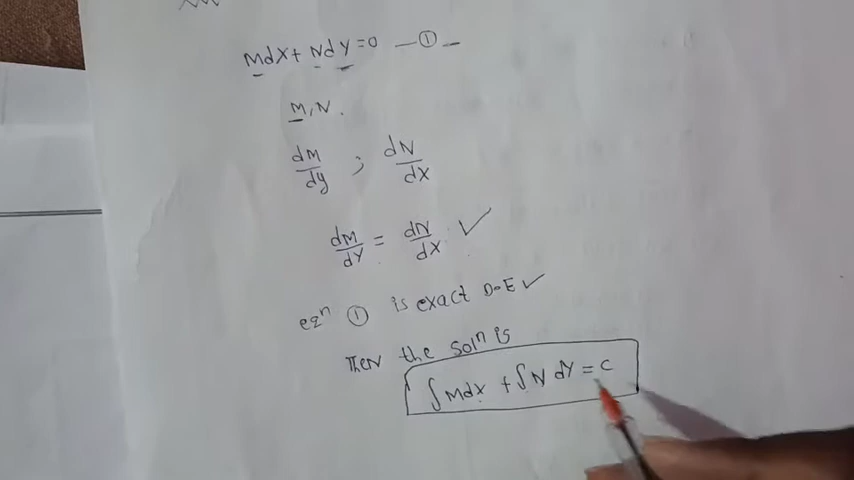 Mdx + Ndy = 0 — ① —
M, N.
dM/dy ; dN/dx
dM/dy = dN/dx ✓
eqⁿ ① is exact D.E ✓
Then the solⁿ is
∫Mdx + ∫N dy = c